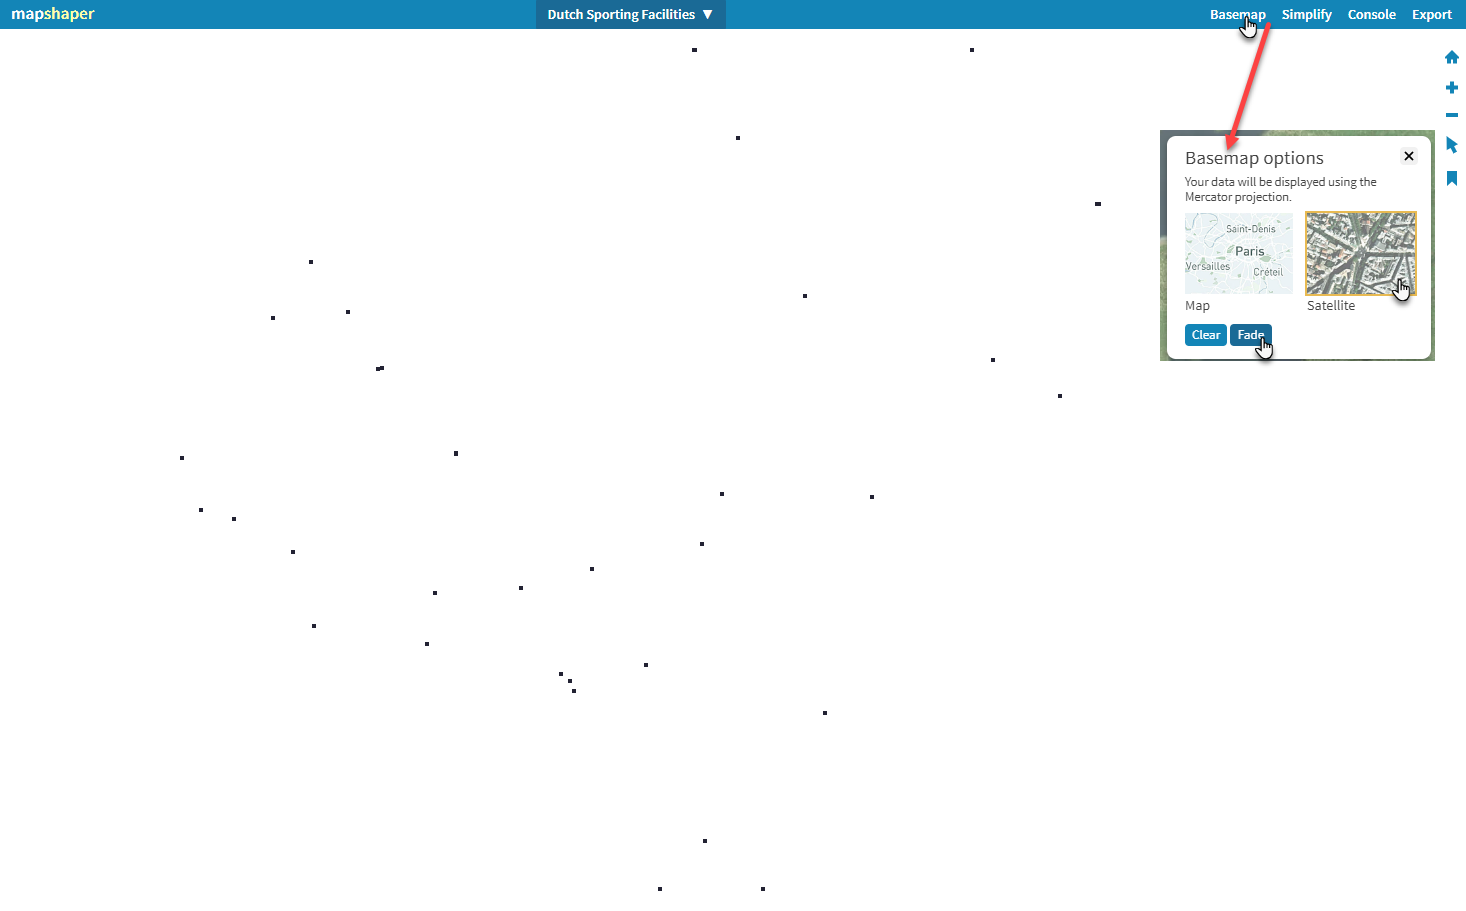 mapshaper
Dutch Sporting Facilities ▼
Basemap Simplify Console Export
Basemap options
Your data will be displayed using the
Mercator projection.
Saint-Denis
Paris
Versailles
Créteil
Map
Satellite
Clear
Fade